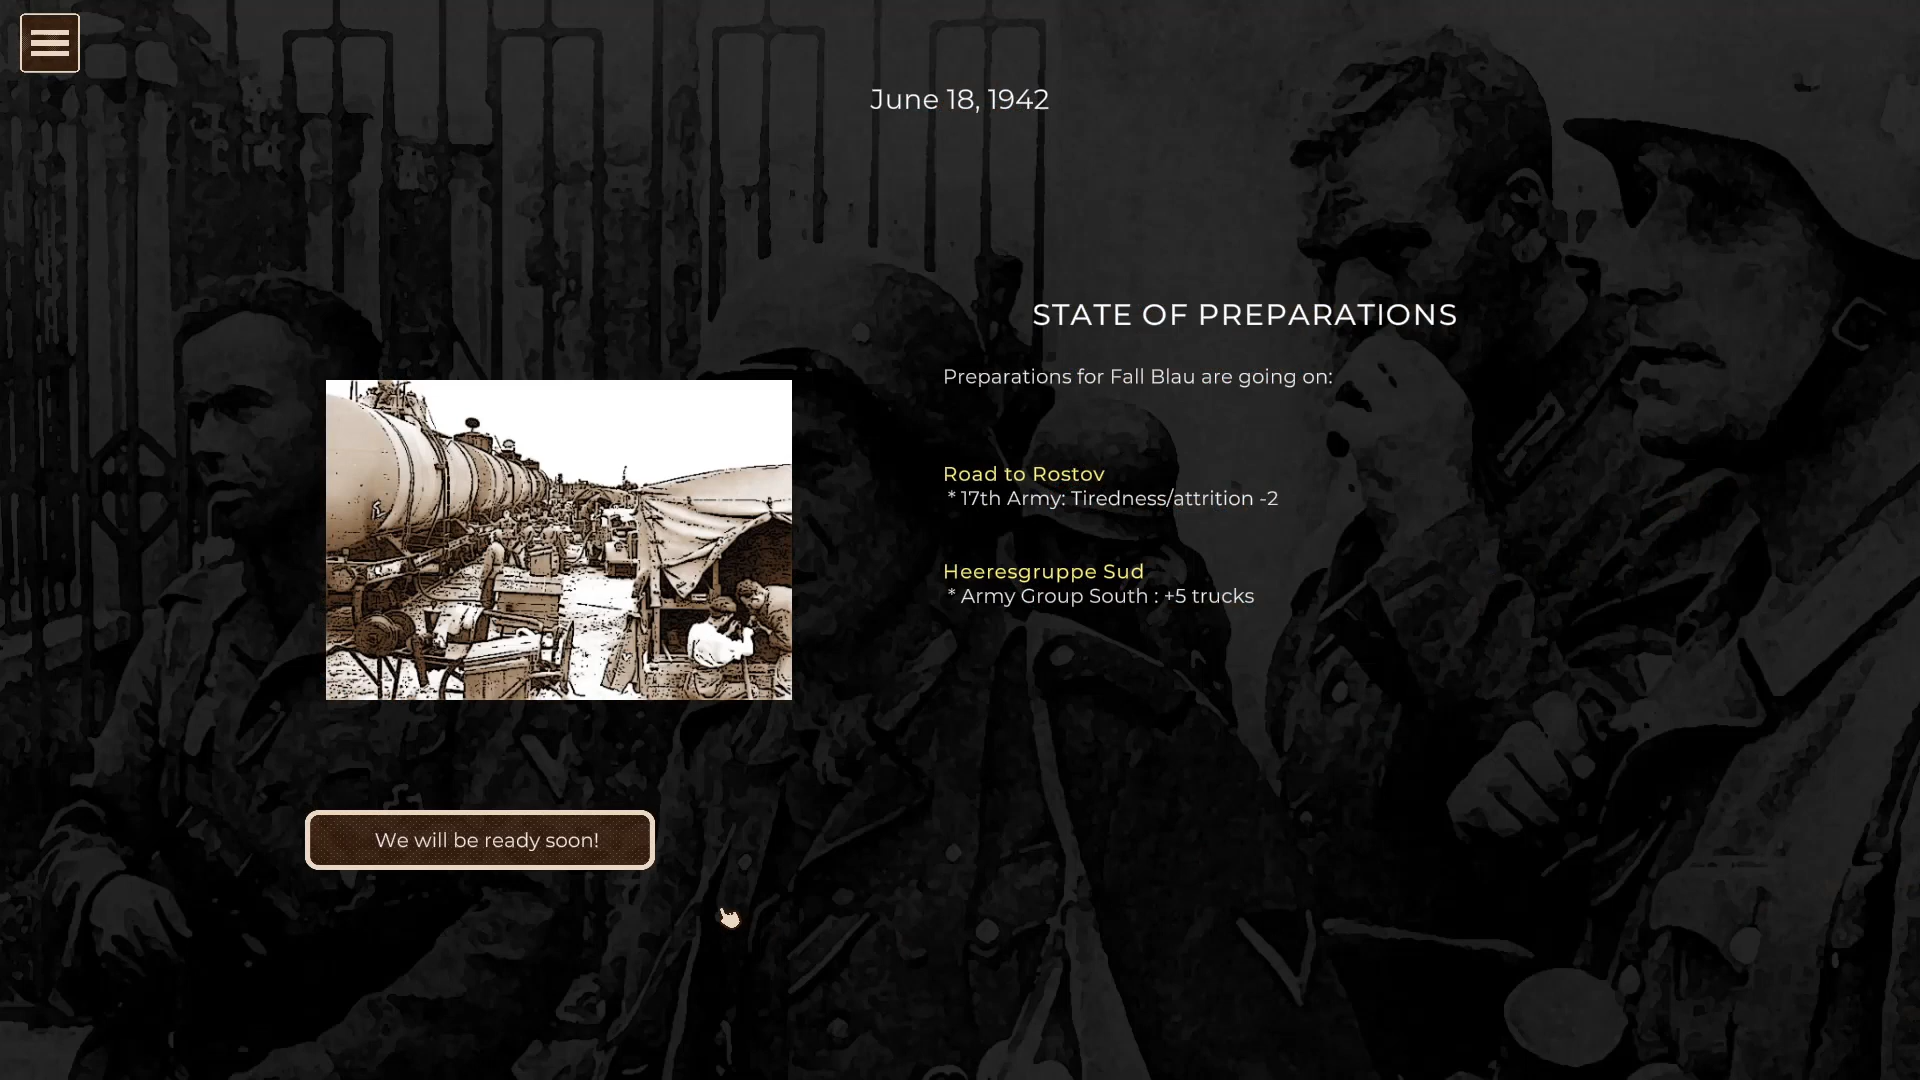 June 18, 1942
STATE OF PREPARATIONS
Preparations for Fall Blau are going on:
Road to Rostov
* 17th Army: Tiredness/attrition -2
Heeresgruppe Sud
* Army Group South : +5 trucks
We will be ready soon!